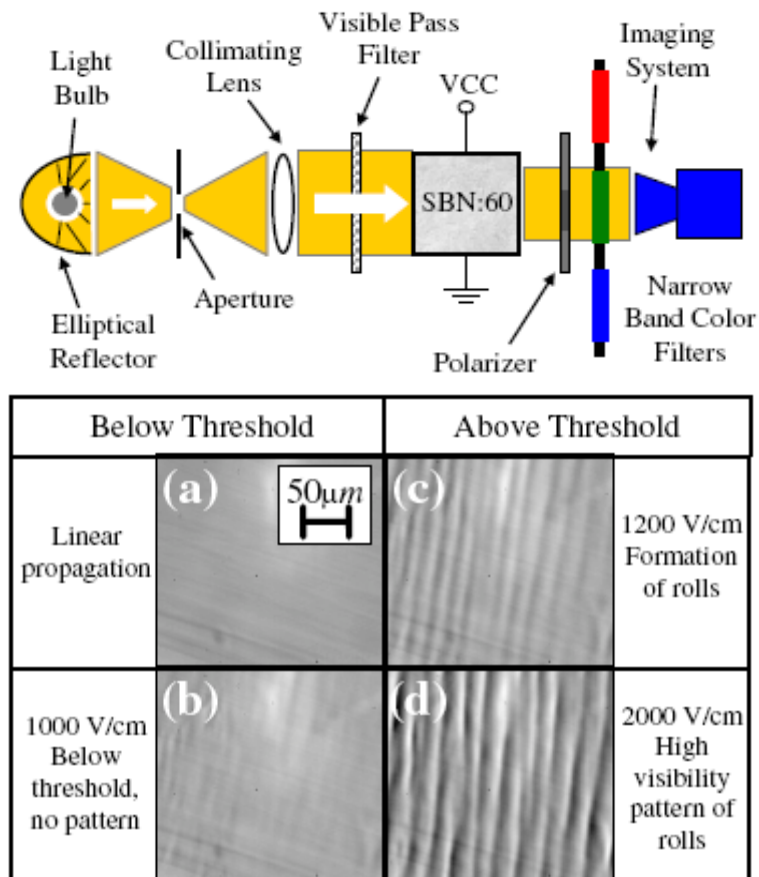 Light
Bulb
Collimating
Lens
Visible Pass
Filter
VCC
Imaging
System
SBN:60
Aperture
Elliptical
Reflector
Polarizer
Narrow
Band Color
Filters
Below Threshold
Above Threshold
Linear
propagation
(a)
50μm
(c)
1200 V/cm
Formation
of rolls
1000 V/cm
Below
threshold,
no pattern
(b)
(d)
2000 V/cm
High
visibility
pattern of
rolls